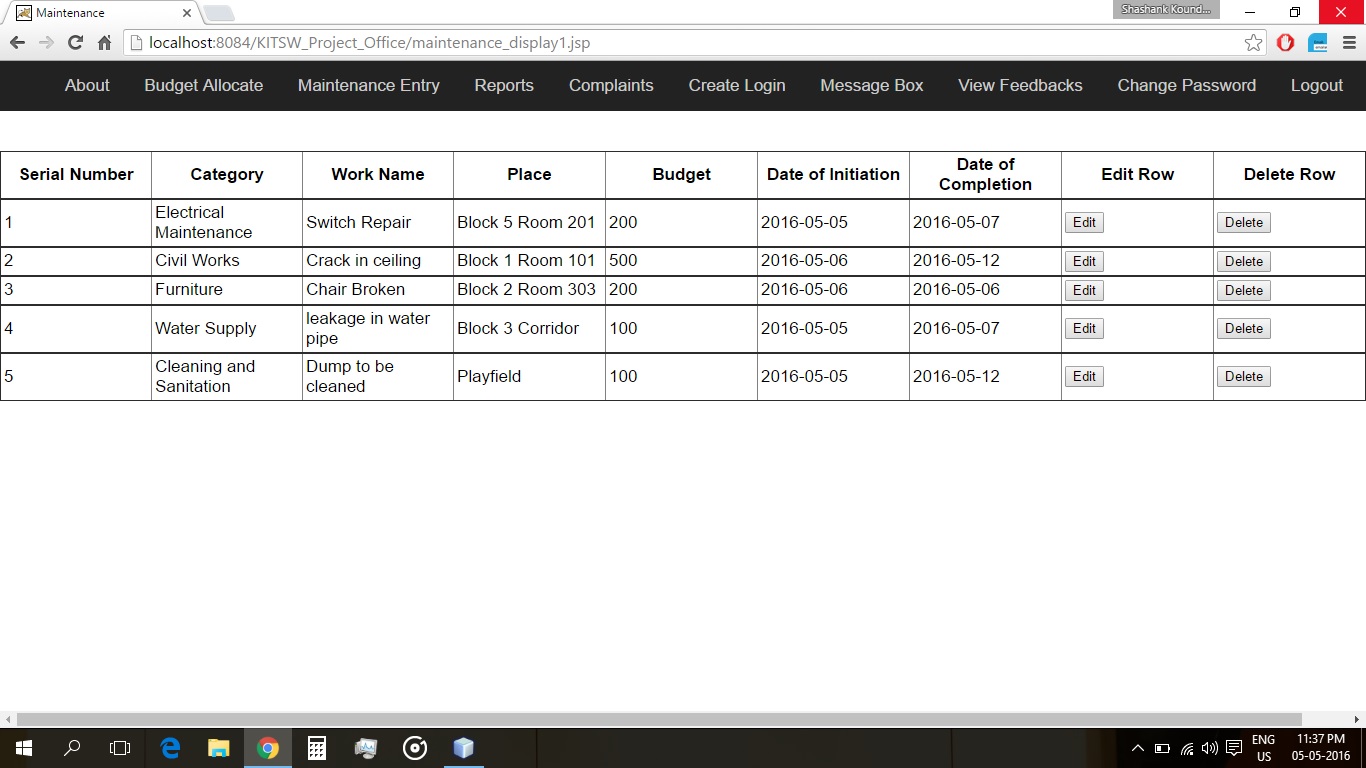 Maintenance
Shashank Kound...
localhost:8084/KITSW_Project_Office/maintenance_display1.jsp
About Budget Allocate Maintenance Entry Reports Complaints Create Login Message Box View Feedbacks Change Password Logout
Serial Number Category Work Name Place Budget Date of Initiation Date of
Completion Edit Row Delete Row
1 Electrical
Maintenance Switch Repair Block 5 Room 201 200 2016-05-05 2016-05-07 Edit Delete
2 Civil Works Crack in ceiling Block 1 Room 101 500 2016-05-06 2016-05-12 Edit Delete
3 Furniture Chair Broken Block 2 Room 303 200 2016-05-06 2016-05-06 Edit Delete
4 Water Supply leakage in water
pipe Block 3 Corridor 100 2016-05-05 2016-05-07 Edit Delete
5 Cleaning and
Sanitation Dump to be
cleaned Playfield 100 2016-05-05 2016-05-12 Edit Delete
ENG
US
11:37 PM
05-05-2016